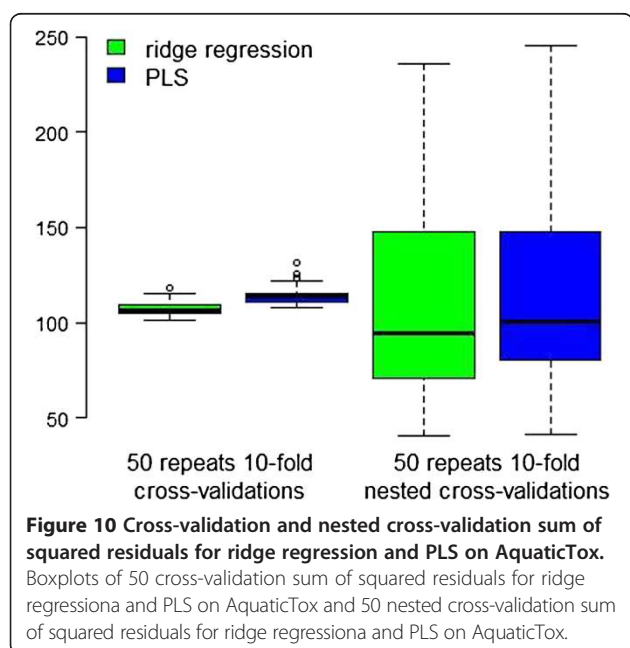 250
200
150
100
50
ridge regression
PLS
50 repeats 10-fold
cross-validations
50 repeats 10-fold
nested cross-validations
Figure 10 Cross-validation and nested cross-validation sum of
squared residuals for ridge regression and PLS on AquaticTox.
Boxplots of 50 cross-validation sum of squared residuals for ridge
regressiona and PLS on AquaticTox and 50 nested cross-validation sum
of squared residuals for ridge regressiona and PLS on AquaticTox.